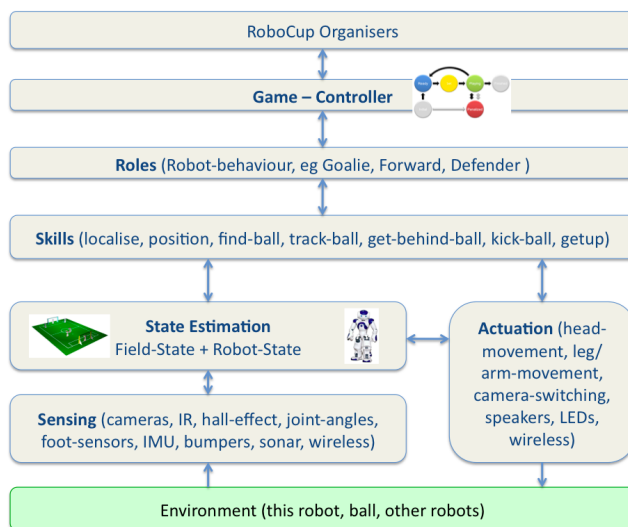 RoboCup Organisers
Game – Controller
Roles (Robot-behaviour, eg Goalie, Forward, Defender )
Skills (localise, position, find-ball, track-ball, get-behind-ball, kick-ball, getup)
State Estimation
Field-State + Robot-State
Actuation (head-
movement, leg/
arm-movement,
camera-switching,
speakers, LEDs,
wireless)
Sensing (cameras, IR, hall-effect, joint-angles,
foot-sensors, IMU, bumpers, sonar, wireless)
Environment (this robot, ball, other robots)